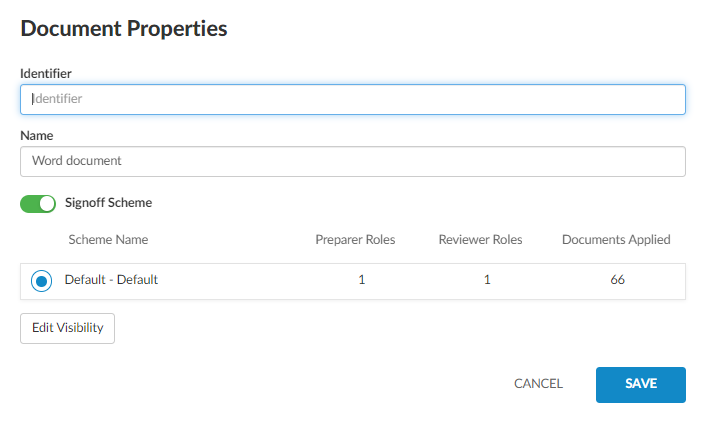 Document Properties
Identifier
Identifier
Name
Word document
Signoff Scheme
Scheme Name Preparer Roles Reviewer Roles Documents Applied
Default - Default 1 1 66
Edit Visibility
CANCEL SAVE